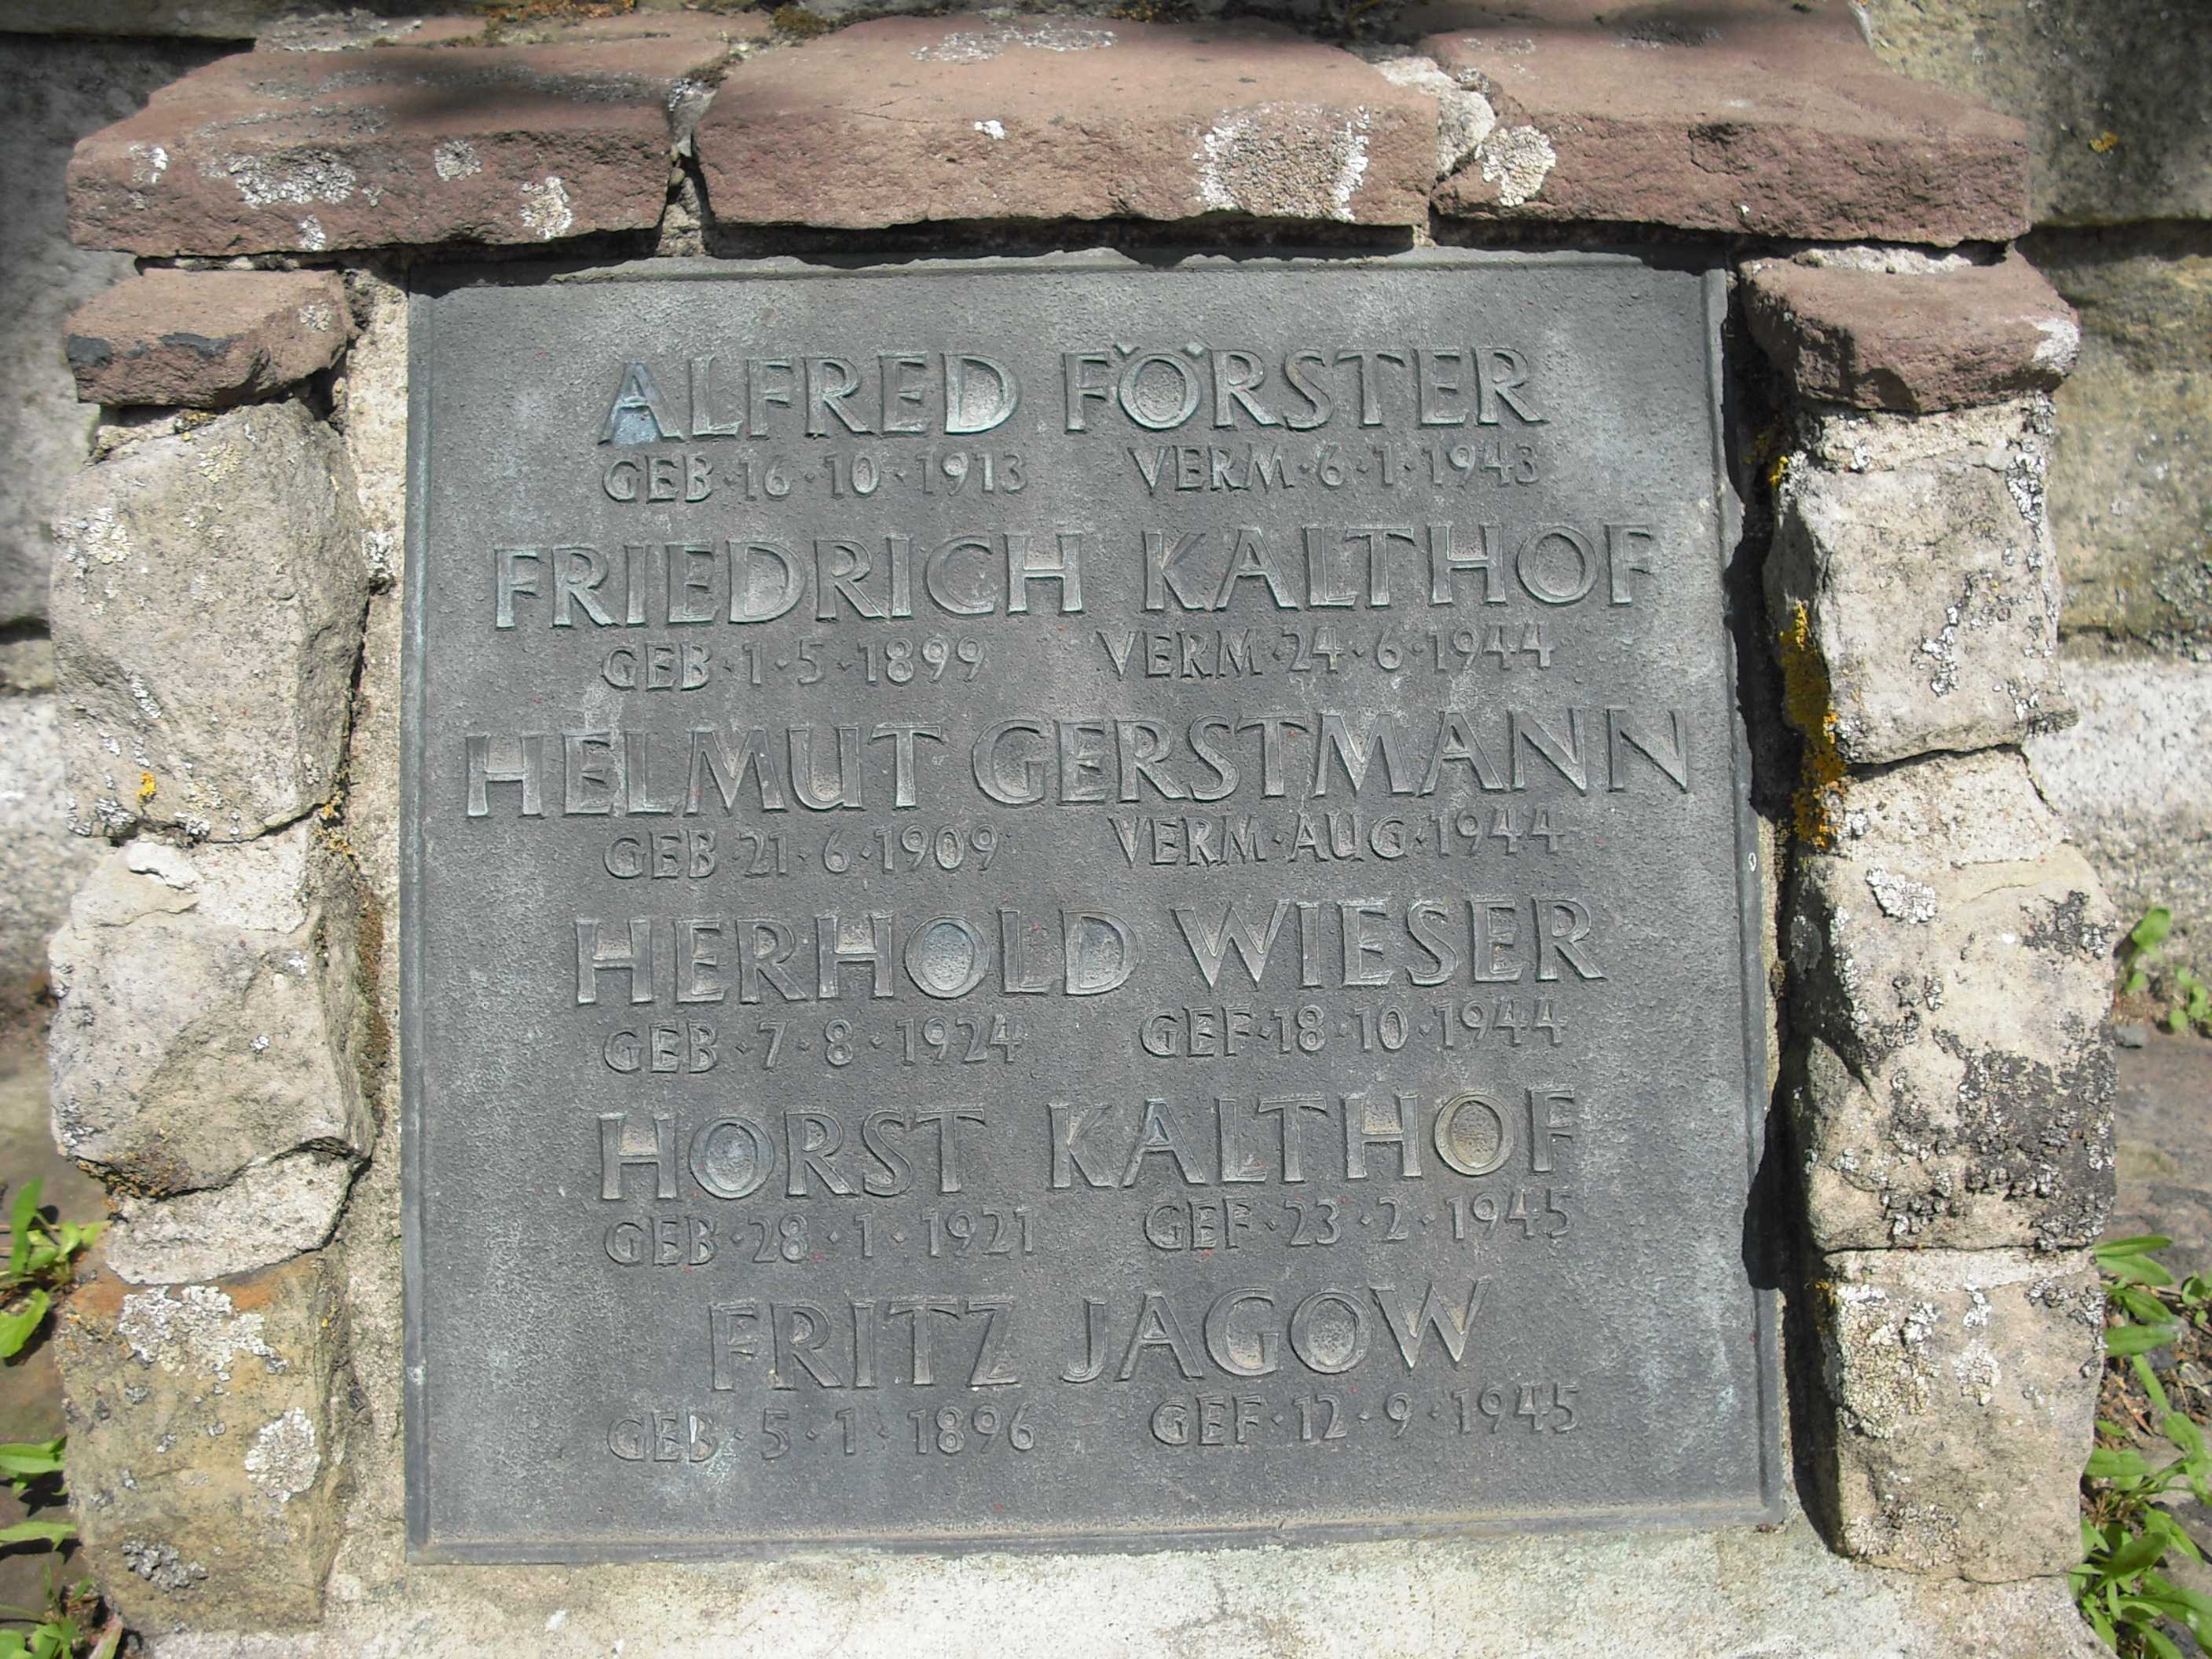 ALFRED FÖRSTER
GEB·16·10·1913 VERM·6·1·1943
FRIEDRICH KALTHOF
GEB·1·5·1899 VERM·24·6·1944
HELMUT GERSTMANN
GEB·21·6·1909 VERM·AUG·1944
HERHOLD WIESER
GEB·7·8·1924 GEF·18·10·1944
HORST KALTHOF
GEB·28·1·1921 GEF·23·2·1945
FRITZ JAGOW
GEB·5·1·1896 GEF·12·9·1945